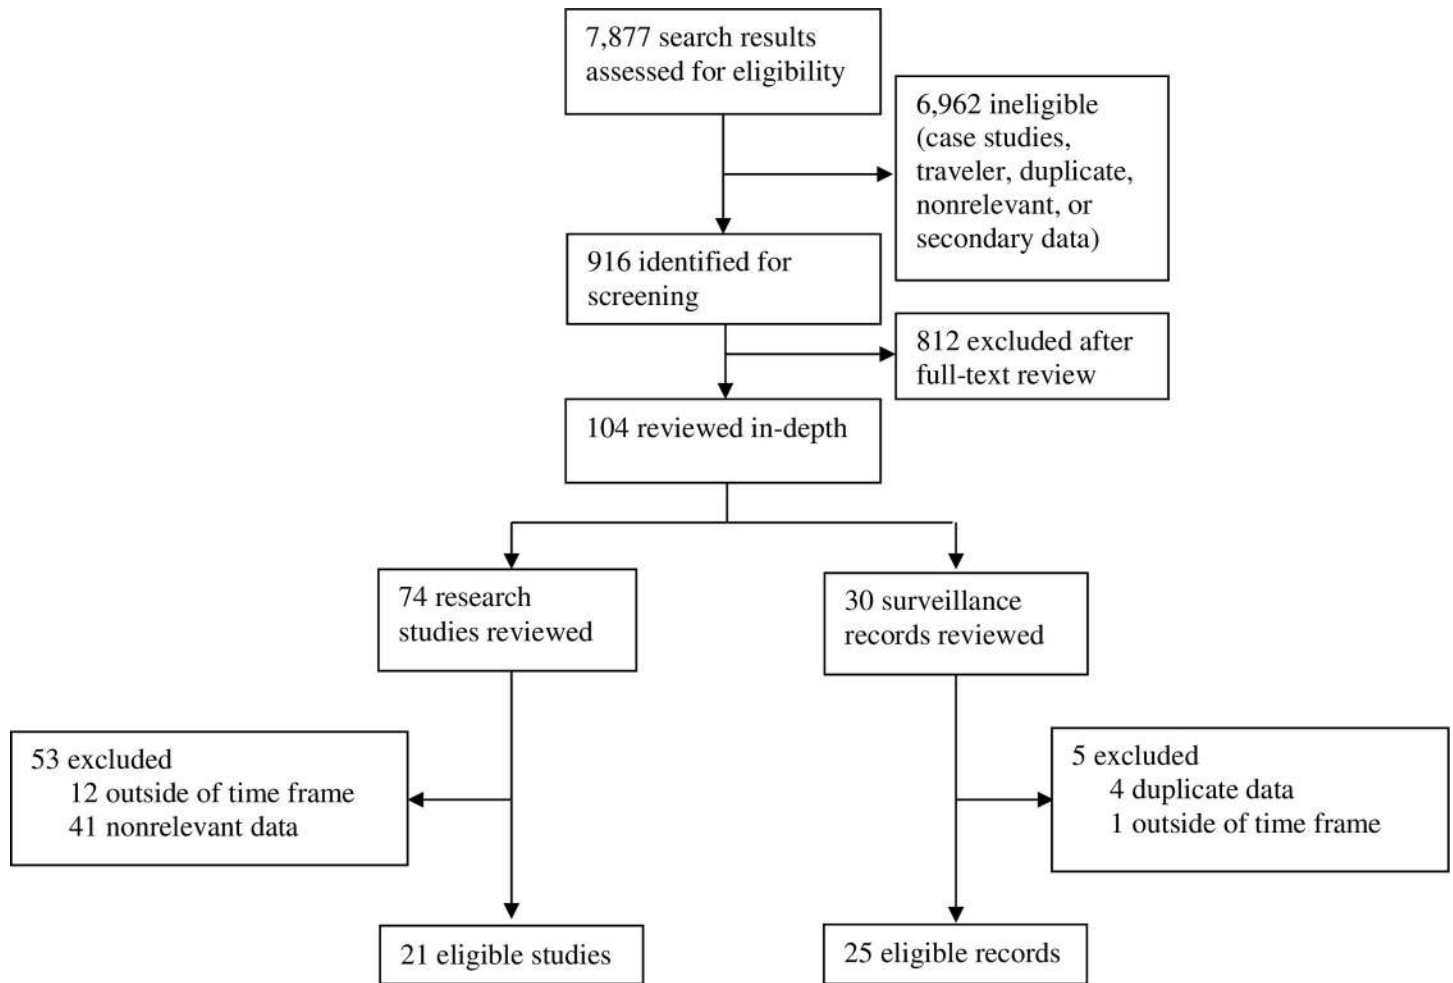 7,877 search results
assessed for eligibility
6,962 ineligible
(case studies,
traveler, duplicate,
nonrelevant, or
secondary data)
916 identified for
screening
812 excluded after
full-text review
104 reviewed in-depth
74 research
studies reviewed
30 surveillance
records reviewed
53 excluded
12 outside of time frame
41 nonrelevant data
5 excluded
4 duplicate data
1 outside of time frame
21 eligible studies
25 eligible records